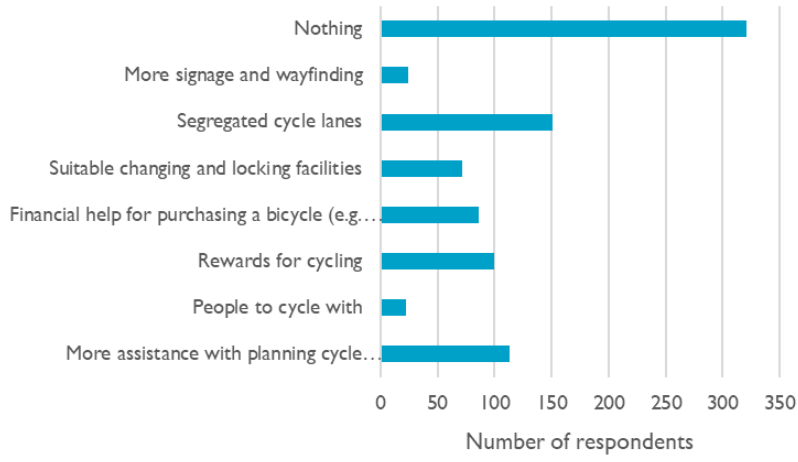 Nothing
More signage and wayfinding
Segregated cycle lanes
Suitable changing and locking facilities
Financial help for purchasing a bicycle (e.g….
Rewards for cycling
People to cycle with
More assistance with planning cycle…
0 50 100 150 200 250 300 350
Number of respondents